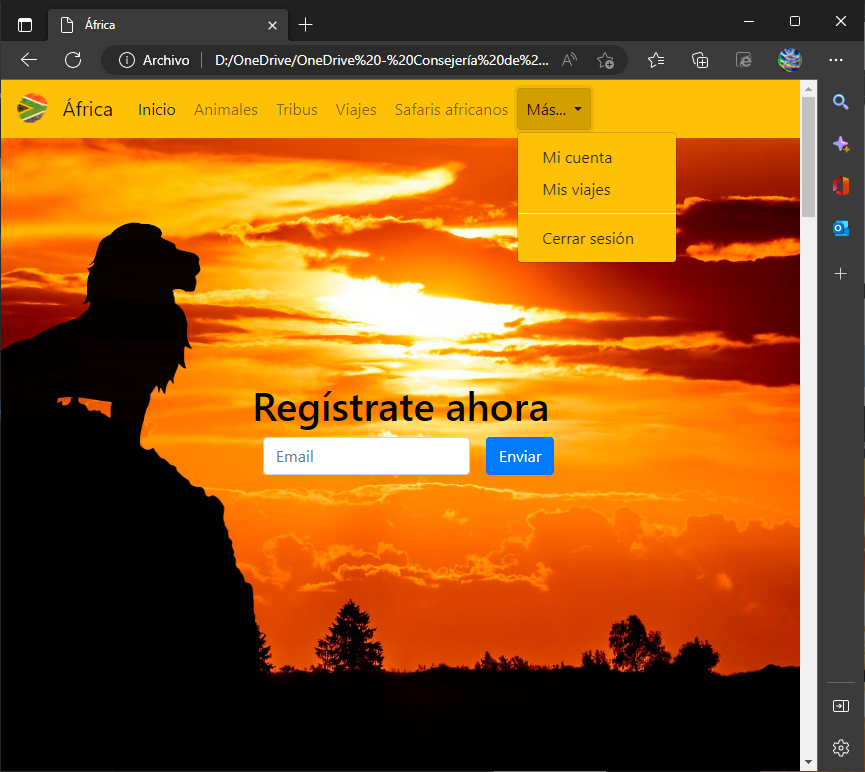 África
Archivo D:/OneDrive/OneDrive%20-%20Consejería%20de%2...
África Inicio Animales Tribus Viajes Safaris africanos Más...
Mi cuenta
Mis viajes
Cerrar sesión
Regístrate ahora
Email Enviar